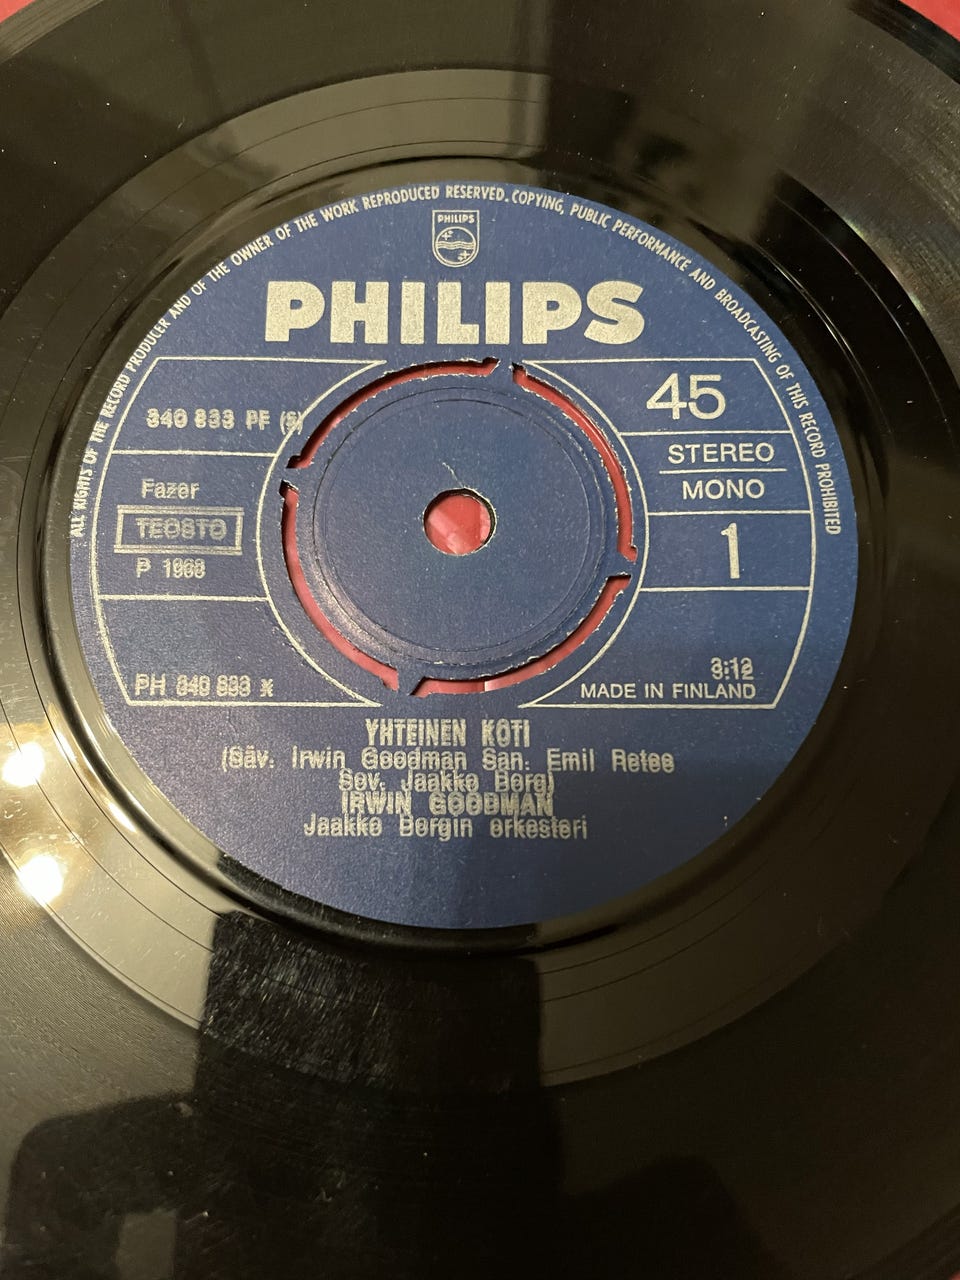 ALL RIGHTS OF THE RECORD PRODUCER AND OF THE OWNER OF THE WORK REPRODUCED RESERVED. COPYING, PUBLIC PERFORMANCE AND BROADCASTING OF THIS RECORD PROHIBITED
PHILIPS
PHILIPS
340 833 PF
45
STEREO
MONO
Fazer
TEOSTO
P 1968
1
PH 340 833 x
3:12
MADE IN FINLAND
YHTEINEN KOTI
(Säv. Irwin Goodman San. Emil Retee
Sov. Jaakko Borg)
IRWIN GOODMAN
Jaakko Borgin orkesteri